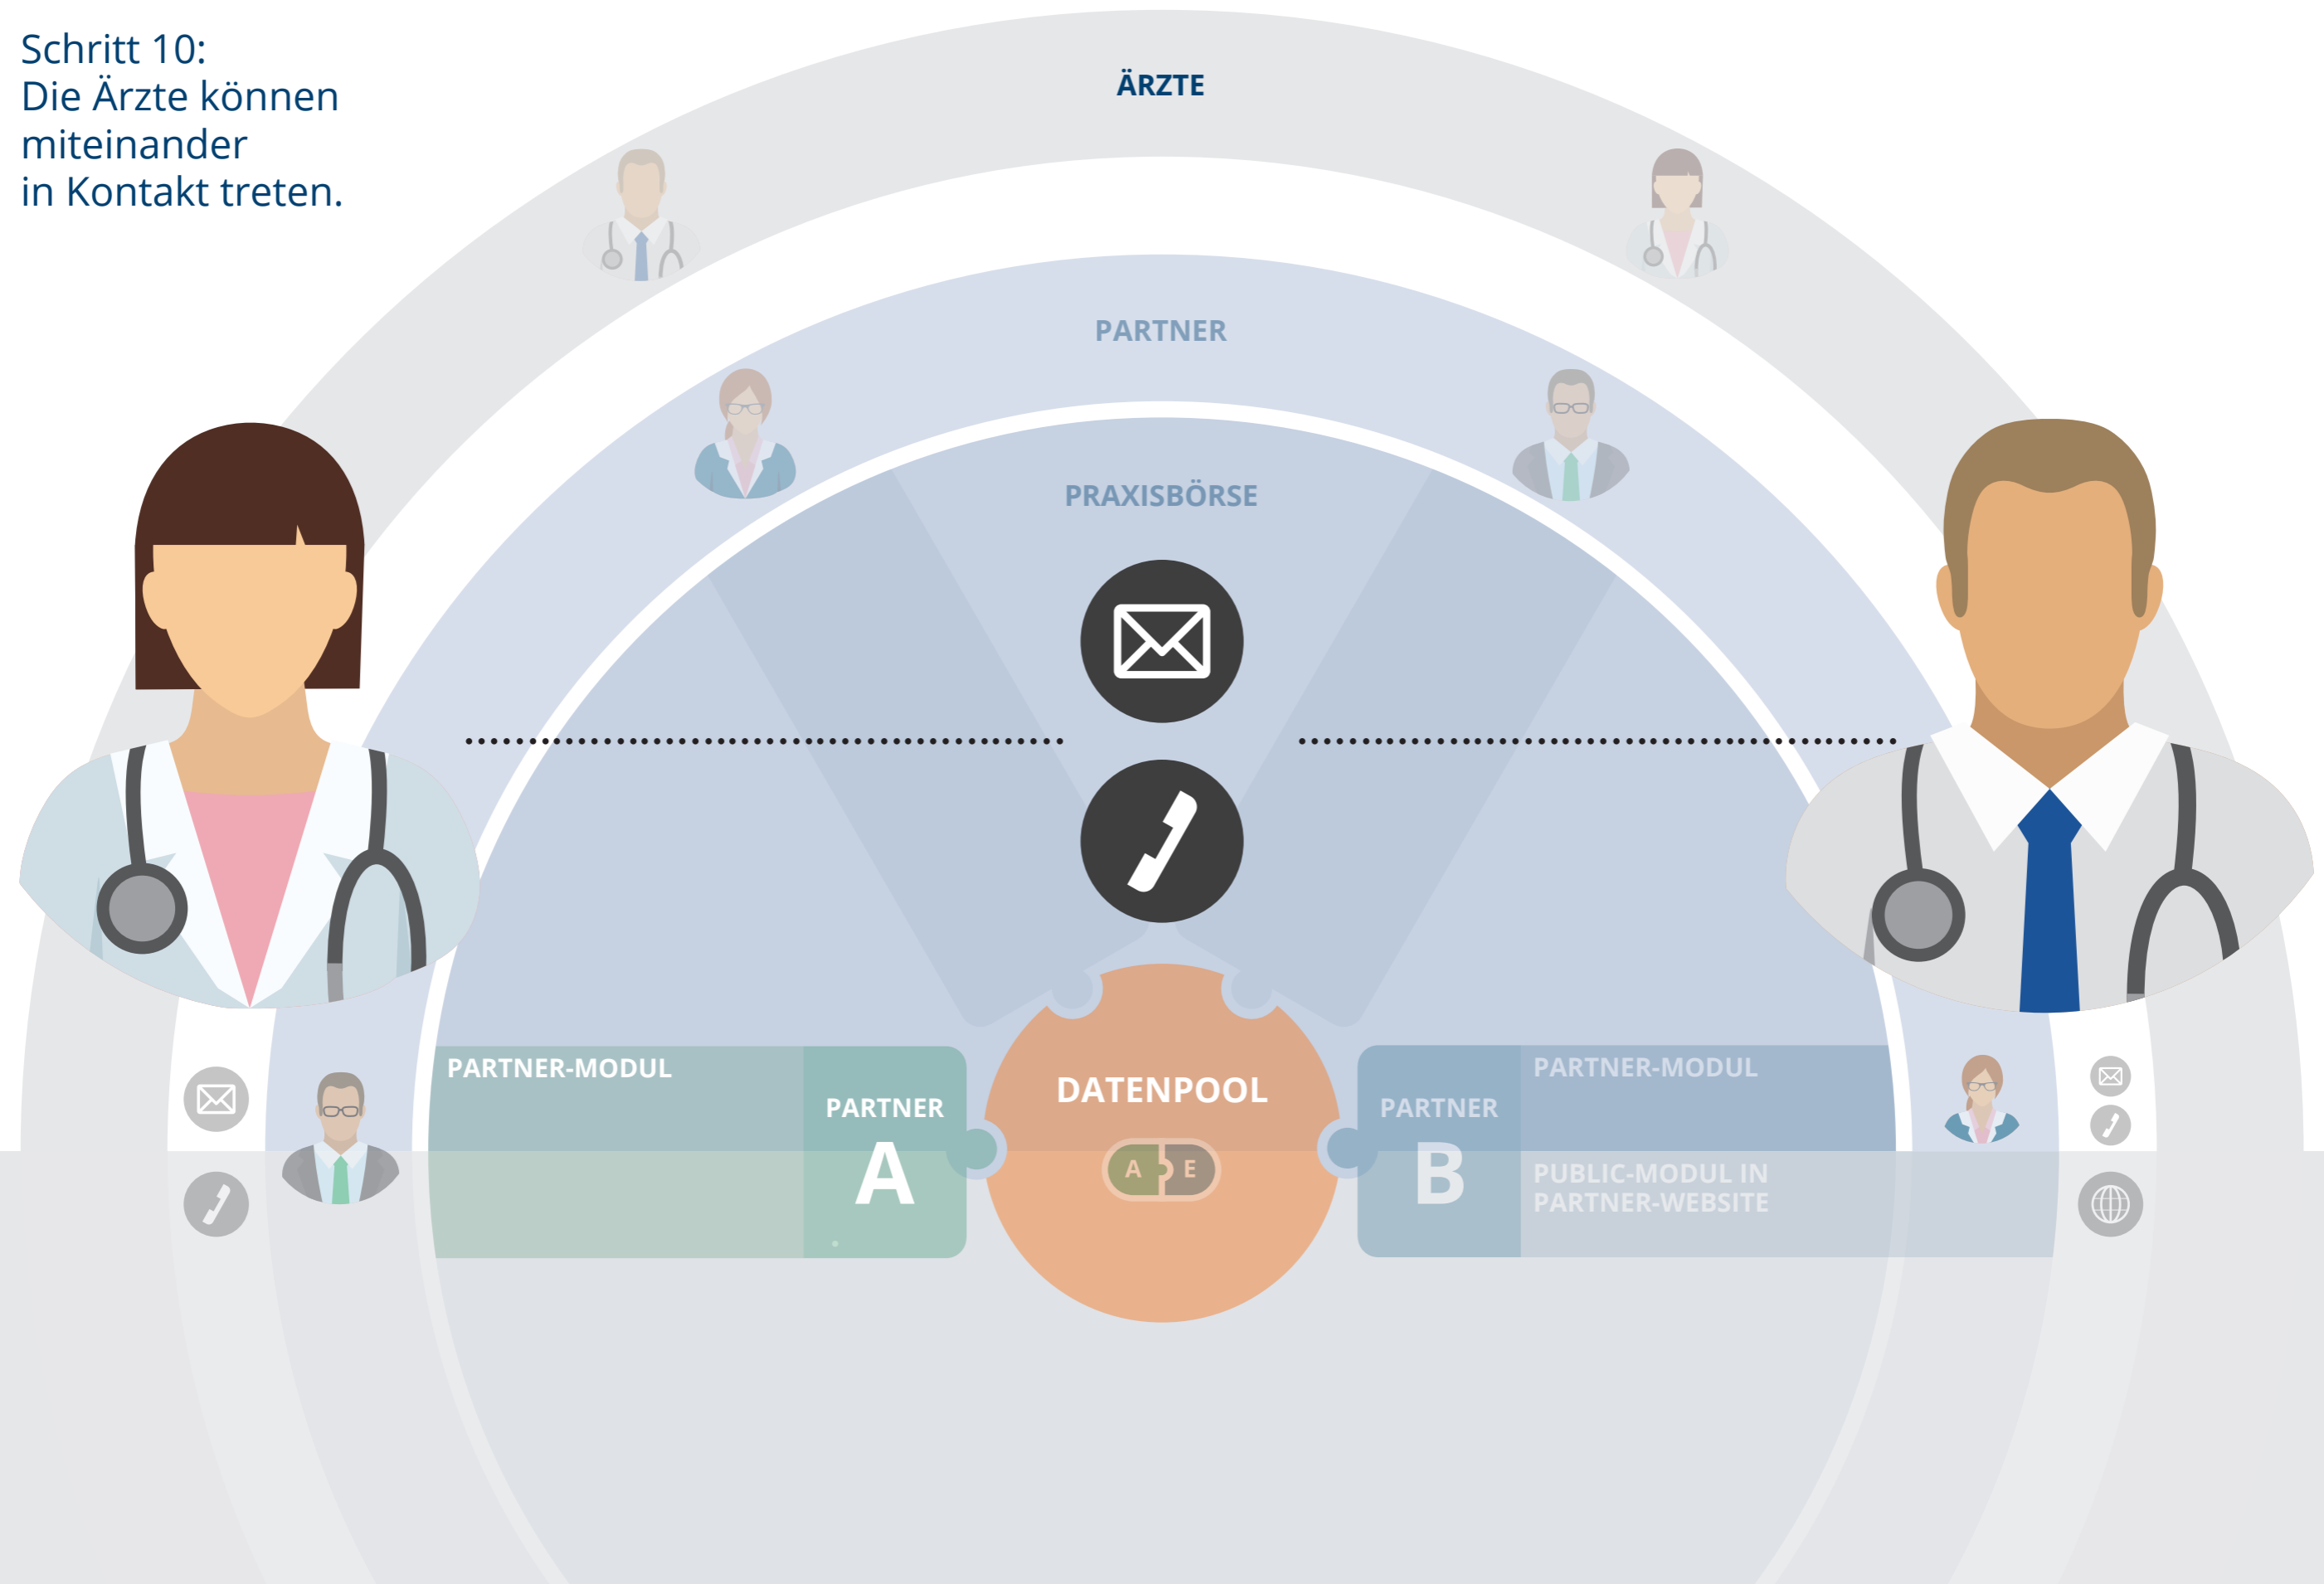 Schritt 10:
Die Ärzte können
miteinander
in Kontakt treten.
ÄRZTE
PARTNER
PRAXISBÖRSE
PARTNER-MODUL
PARTNER
A
DATENPOOL
A E
PARTNER
B
PARTNER-MODUL
PUBLIC-MODUL IN
PARTNER-WEBSITE